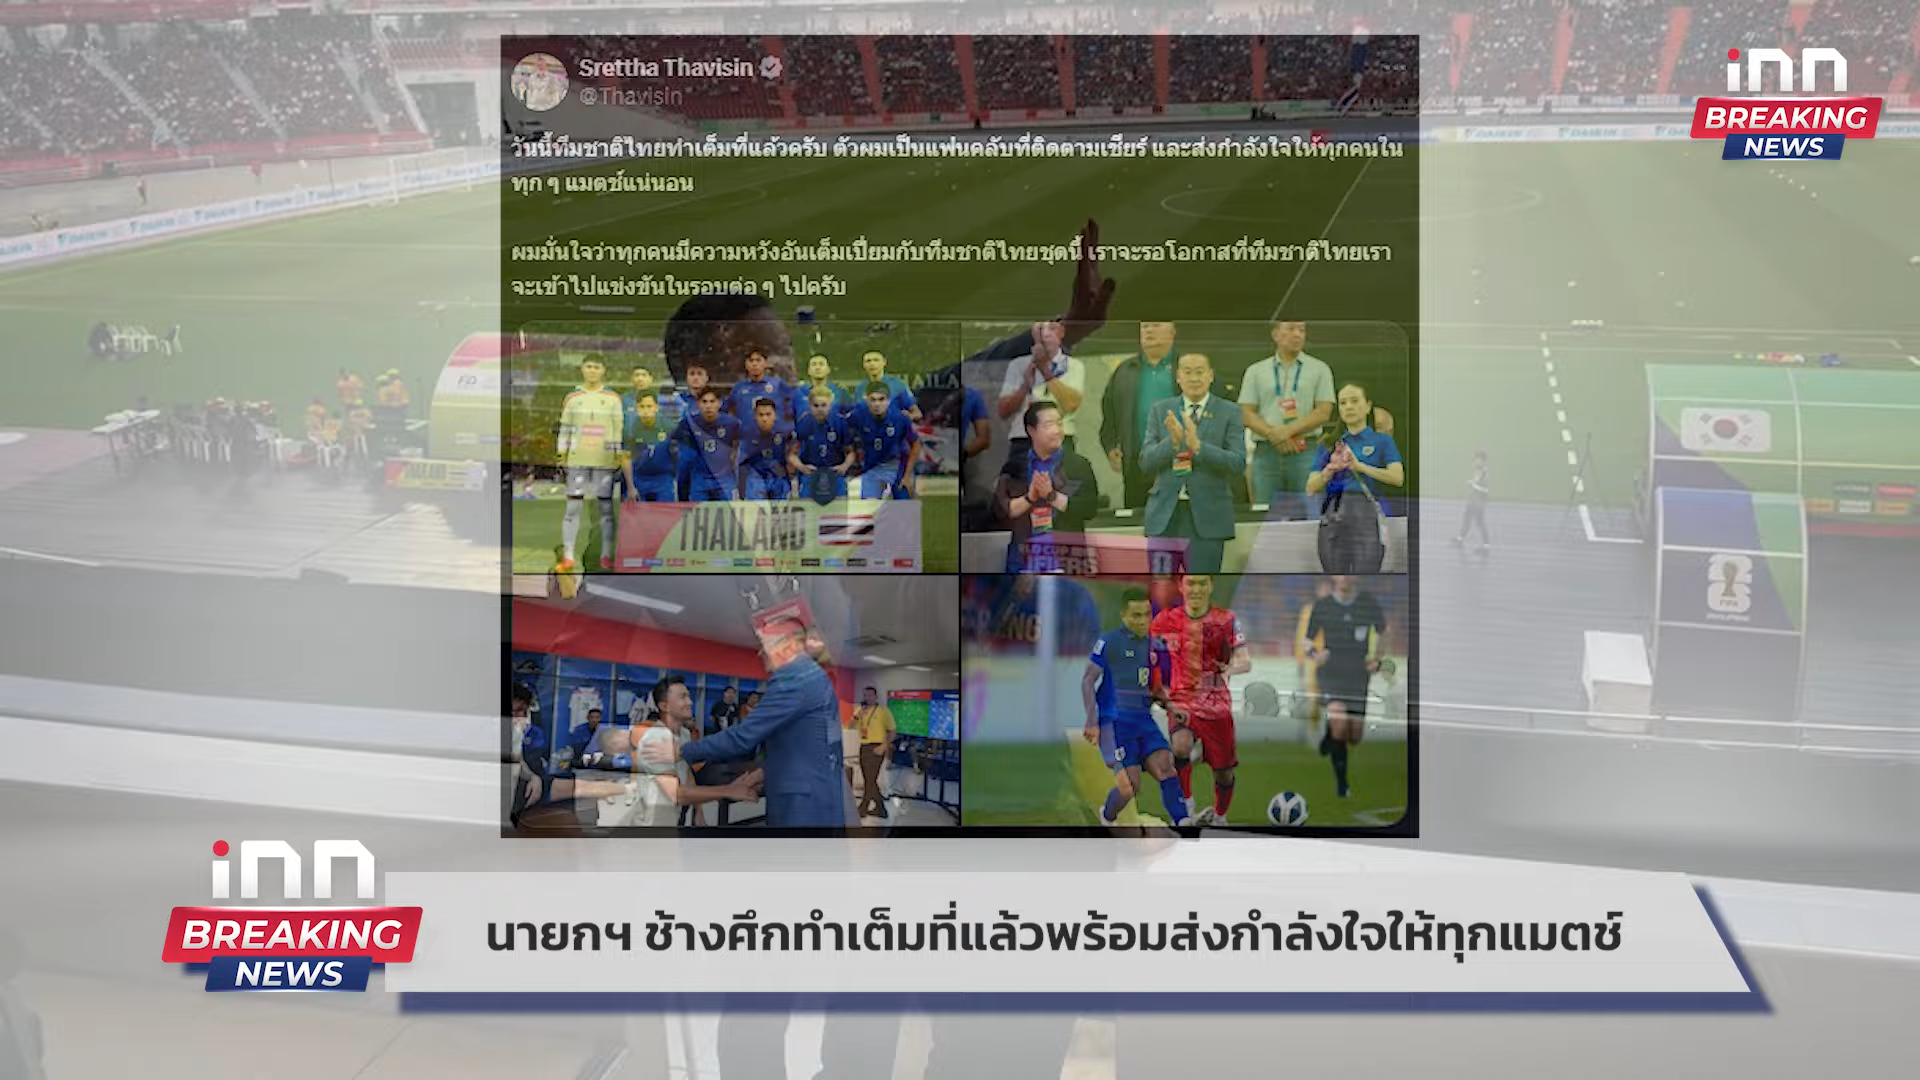 Srettha Thavisin
@Thavisin
วันนี้ทีมชาติไทยทำเต็มที่แล้วครับ ตัวผมเป็นแฟนคลับที่ติดตามเชียร์ และส่งกำลังใจให้ทุกคนใน
ทุก ๆ แมตช์แน่นอน
ผมมั่นใจว่าทุกคนมีความหวังอันเต็มเปี่ยมกับทีมชาติไทยชุดนี้ เราจะรอโอกาสที่ทีมชาติไทยเรา
จะเข้าไปแข่งขันในรอบต่อ ๆ ไปครับ
inn
BREAKING
NEWS
THAILAND
inn
BREAKING
NEWS
นายกฯ ช้างศึกทำเต็มที่แล้วพร้อมส่งกำลังใจให้ทุกแมตช์